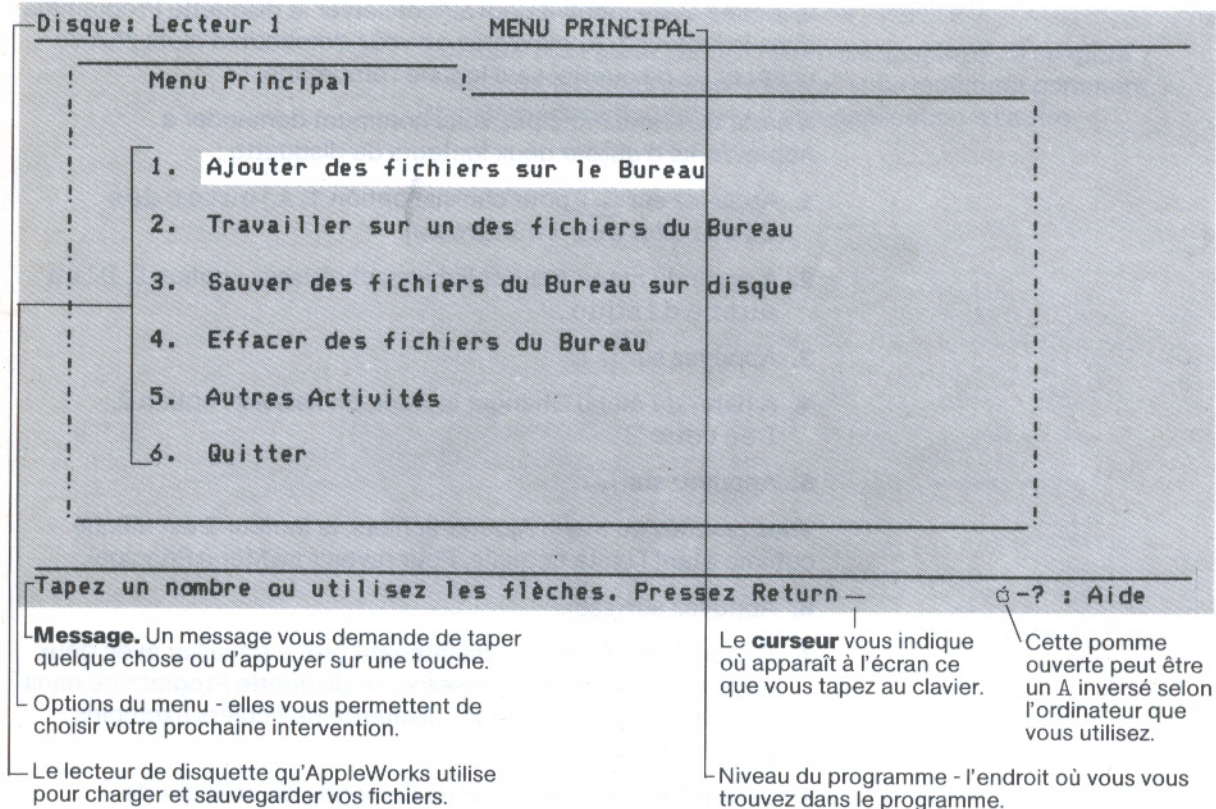 Disque: Lecteur 1 MENU PRINCIPAL
Menu Principal
1. Ajouter des fichiers sur le Bureau
2. Travailler sur un des fichiers du Bureau
3. Sauver des fichiers du Bureau sur disque
4. Effacer des fichiers du Bureau
5. Autres Activités
6. Quitter
Tapez un nombre ou utilisez les flèches. Pressez Return -? : Aide
Message. Un message vous demande de taper
quelque chose ou d'appuyer sur une touche.
Options du menu - elles vous permettent de
choisir votre prochaine intervention.
Le lecteur de disquette qu'AppleWorks utilise
pour charger et sauvegarder vos fichiers.
Le curseur vous indique
où apparaît à l'écran ce
que vous tapez au clavier.
Cette pomme
ouverte peut être
un A inversé selon
l'ordinateur que
vous utilisez.
Niveau du programme - l'endroit où vous vous
trouvez dans le programme.